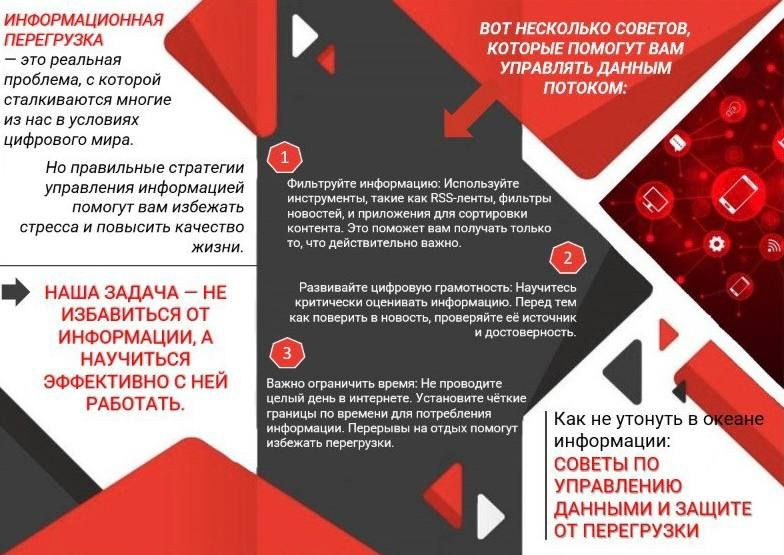 ИНФОРМАЦИОННАЯ
ПЕРЕГРУЗКА
— это реальная
проблема, с которой
сталкиваются многие
из нас в условиях
цифрового мира.
Но правильные стратегии
управления информацией
помогут вам избежать
стресса и повысить качество
жизни.
НАША ЗАДАЧА — НЕ
ИЗБАВИТЬСЯ ОТ
ИНФОРМАЦИИ, А
НАУЧИТЬСЯ
ЭФФЕКТИВНО С НЕЙ
РАБОТАТЬ.
ВОТ НЕСКОЛЬКО СОВЕТОВ,
КОТОРЫЕ ПОМОГУТ ВАМ
УПРАВЛЯТЬ ДАННЫМ
ПОТОКОМ:
1
Фильтруйте информацию: Используйте
инструменты, такие как RSS-ленты, фильтры
новостей, и приложения для сортировки
контента. Это поможет вам получать только
то, что действительно важно.
2
Развивайте цифровую грамотность: Научитесь
критически оценивать информацию. Перед тем
как поверить в новость, проверяйте её источник
и достоверность.
3
Важно ограничить время: Не проводите
целый день в интернете. Установите чёткие
границы по времени для потребления
информации. Перерывы на отдых помогут
избежать перегрузки.
Как не утонуть в океане
информации:
СОВЕТЫ ПО
УПРАВЛЕНИЮ
ДАННЫМИ И ЗАЩИТЕ
ОТ ПЕРЕГРУЗКИ